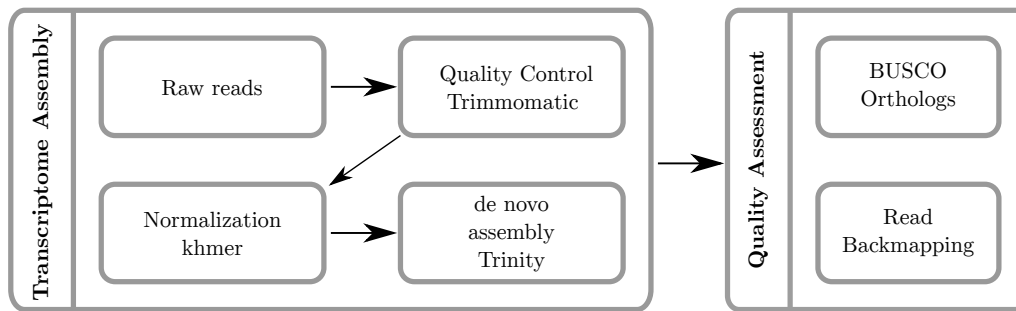 Transcriptome Assembly
Raw reads
Quality Control
Trimmomatic
Normalization
khmer
de novo
assembly
Trinity
Quality Assessment
BUSCO
Orthologs
Read
Backmapping